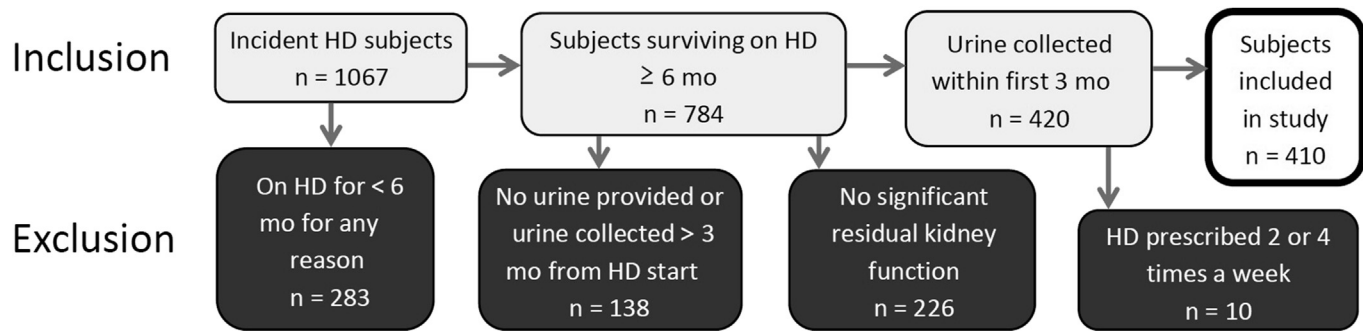 Inclusion
Incident HD subjects
n = 1067
Subjects surviving on HD
≥ 6 mo
n = 784
Urine collected
within first 3 mo
n = 420
Subjects
included
in study
n = 410
Exclusion
On HD for < 6
mo for any
reason
n = 283
No urine provided or
urine collected > 3
mo from HD start
n = 138
No significant
residual kidney
function
n = 226
HD prescribed 2 or 4
times a week
n = 10